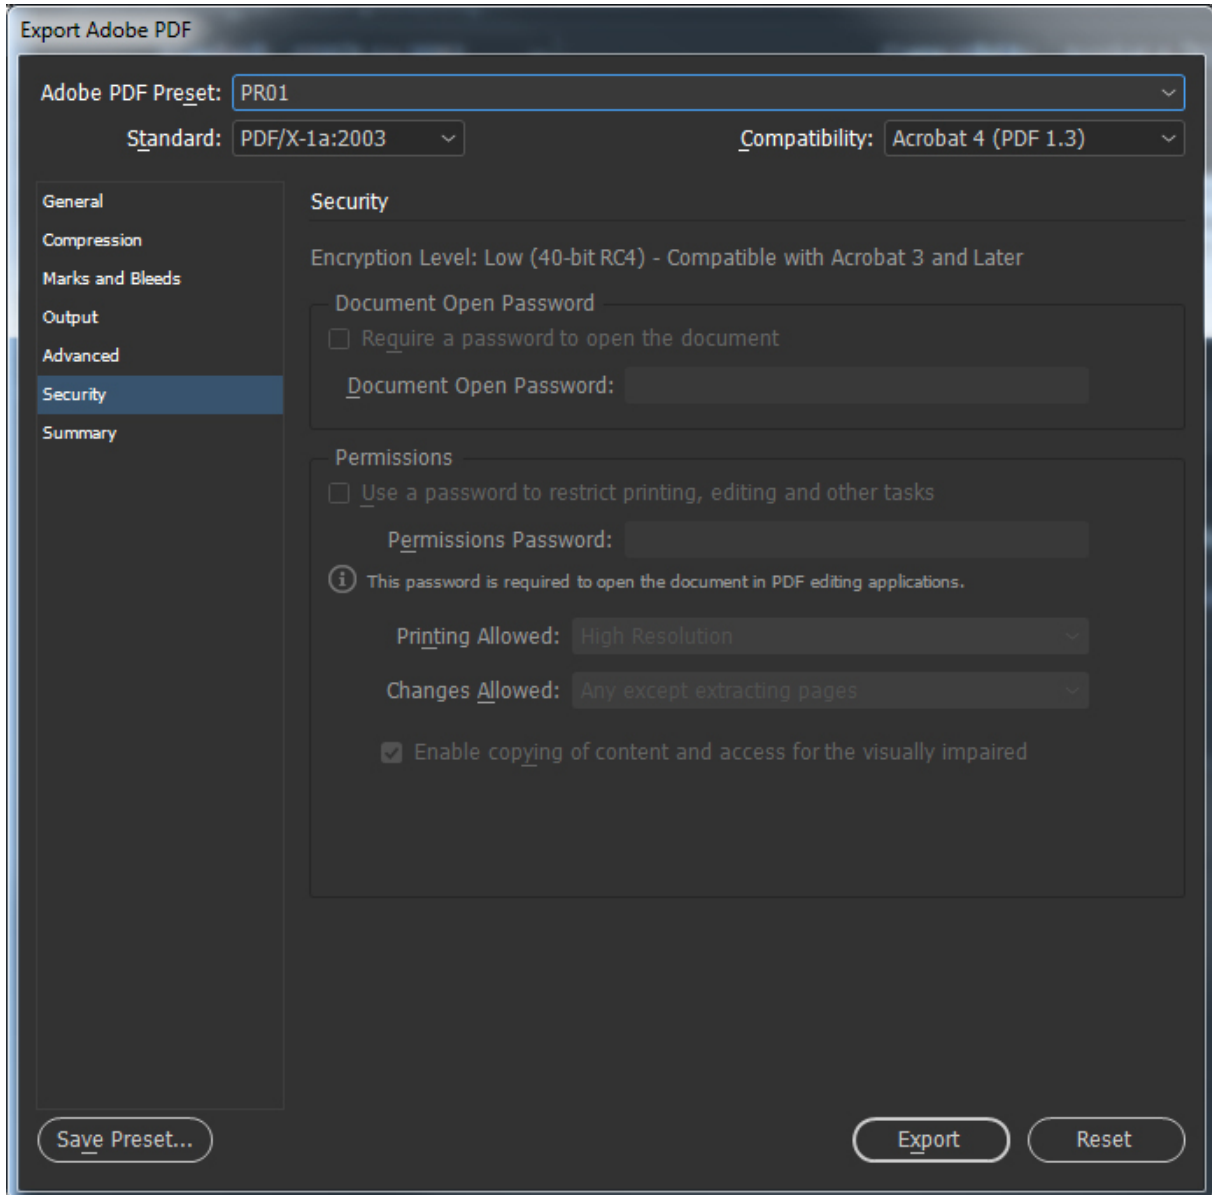 Export Adobe PDF
Adobe PDF Preset: PR01
Standard: PDF/X-1a:2003 Compatibility: Acrobat 4 (PDF 1.3)
General
Compression
Marks and Bleeds
Output
Advanced
Security
Summary
Security
Encryption Level: Low (40-bit RC4) - Compatible with Acrobat 3 and Later
Document Open Password
Require a password to open the document
Document Open Password:
Permissions
Use a password to restrict printing, editing and other tasks
Permissions Password:
This password is required to open the document in PDF editing applications.
Printing Allowed: High Resolution
Changes Allowed: Any except extracting pages
Enable copying of content and access for the visually impaired
Save Preset... Export Reset